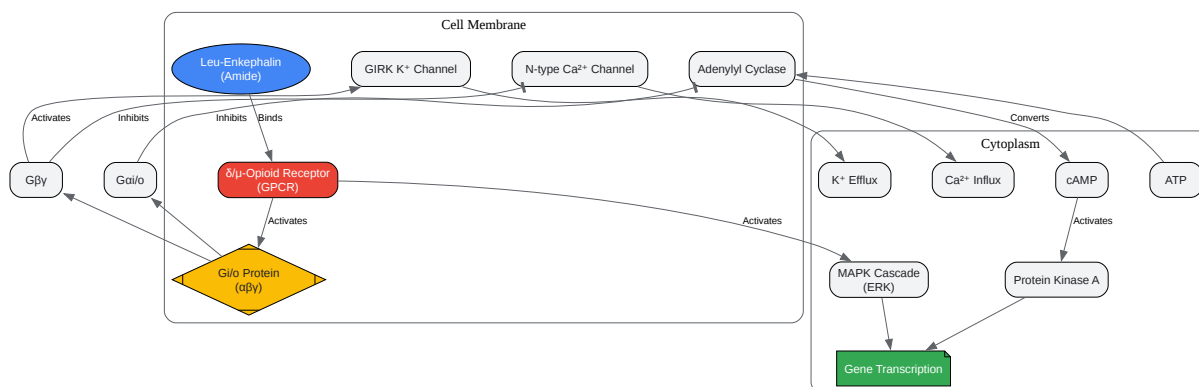 Cell Membrane
Leu-Enkephalin
(Amide)
GIRK K⁺ Channel
N-type Ca²⁺ Channel
Adenylyl Cyclase
Activates
Inhibits
Inhibits
Binds
Converts
Cytoplasm
Gβγ
Gαi/o
δ/μ-Opioid Receptor
(GPCR)
K⁺ Efflux
Ca²⁺ Influx
cAMP
ATP
Activates
Activates
Activates
Gi/o Protein
(αβγ)
MAPK Cascade
(ERK)
Protein Kinase A
Gene Transcription